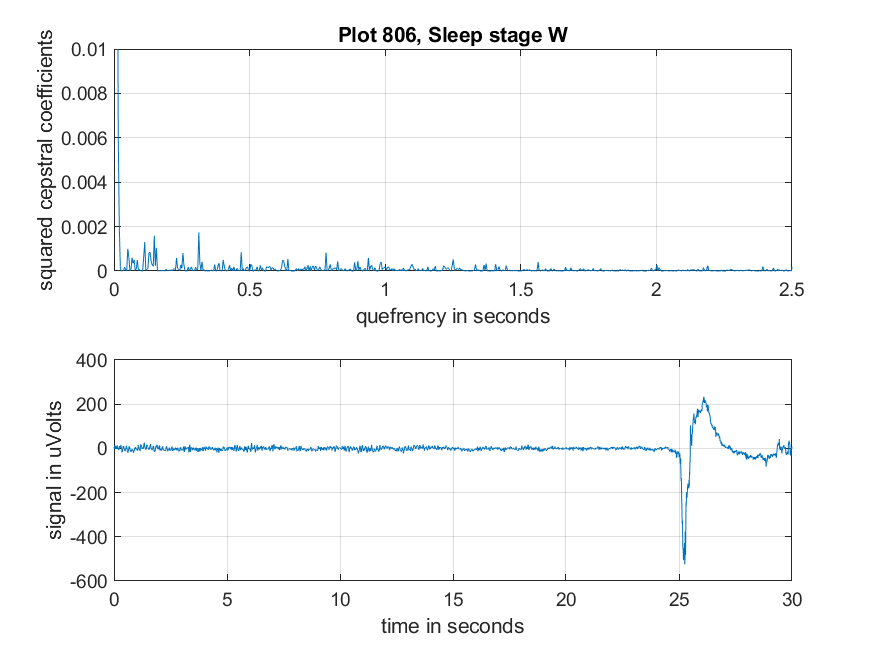 Plot 806, Sleep stage W
squared cepstral coefficients
0.01
0.008
0.006
0.004
0.002
0
0 0.5 1 1.5 2 2.5
quefrency in seconds
signal in uVolts
400
200
0
-200
-400
-600
0 5 10 15 20 25 30
time in seconds